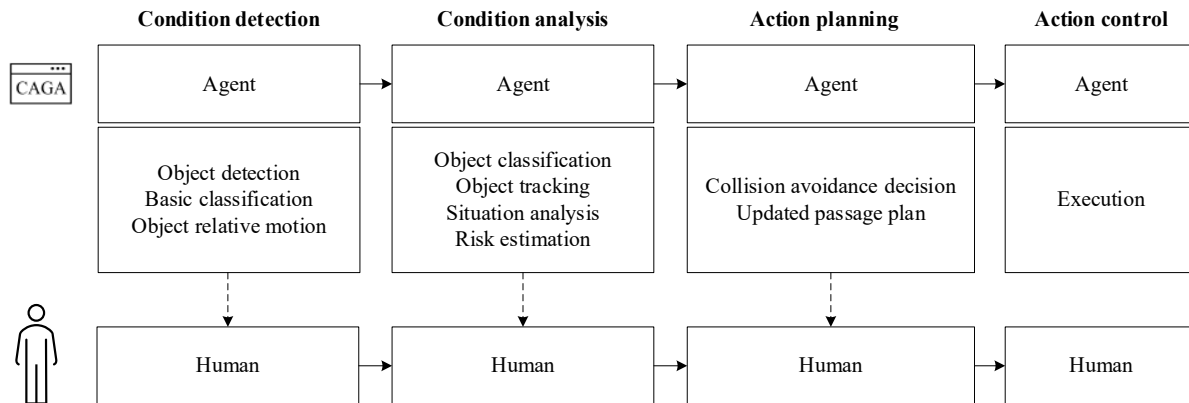 Condition detection
Condition analysis
Action planning
Action control
CAGA
Agent
Agent
Agent
Agent
Object detection
Basic classification
Object relative motion
Object classification
Object tracking
Situation analysis
Risk estimation
Collision avoidance decision
Updated passage plan
Execution
Human
Human
Human
Human